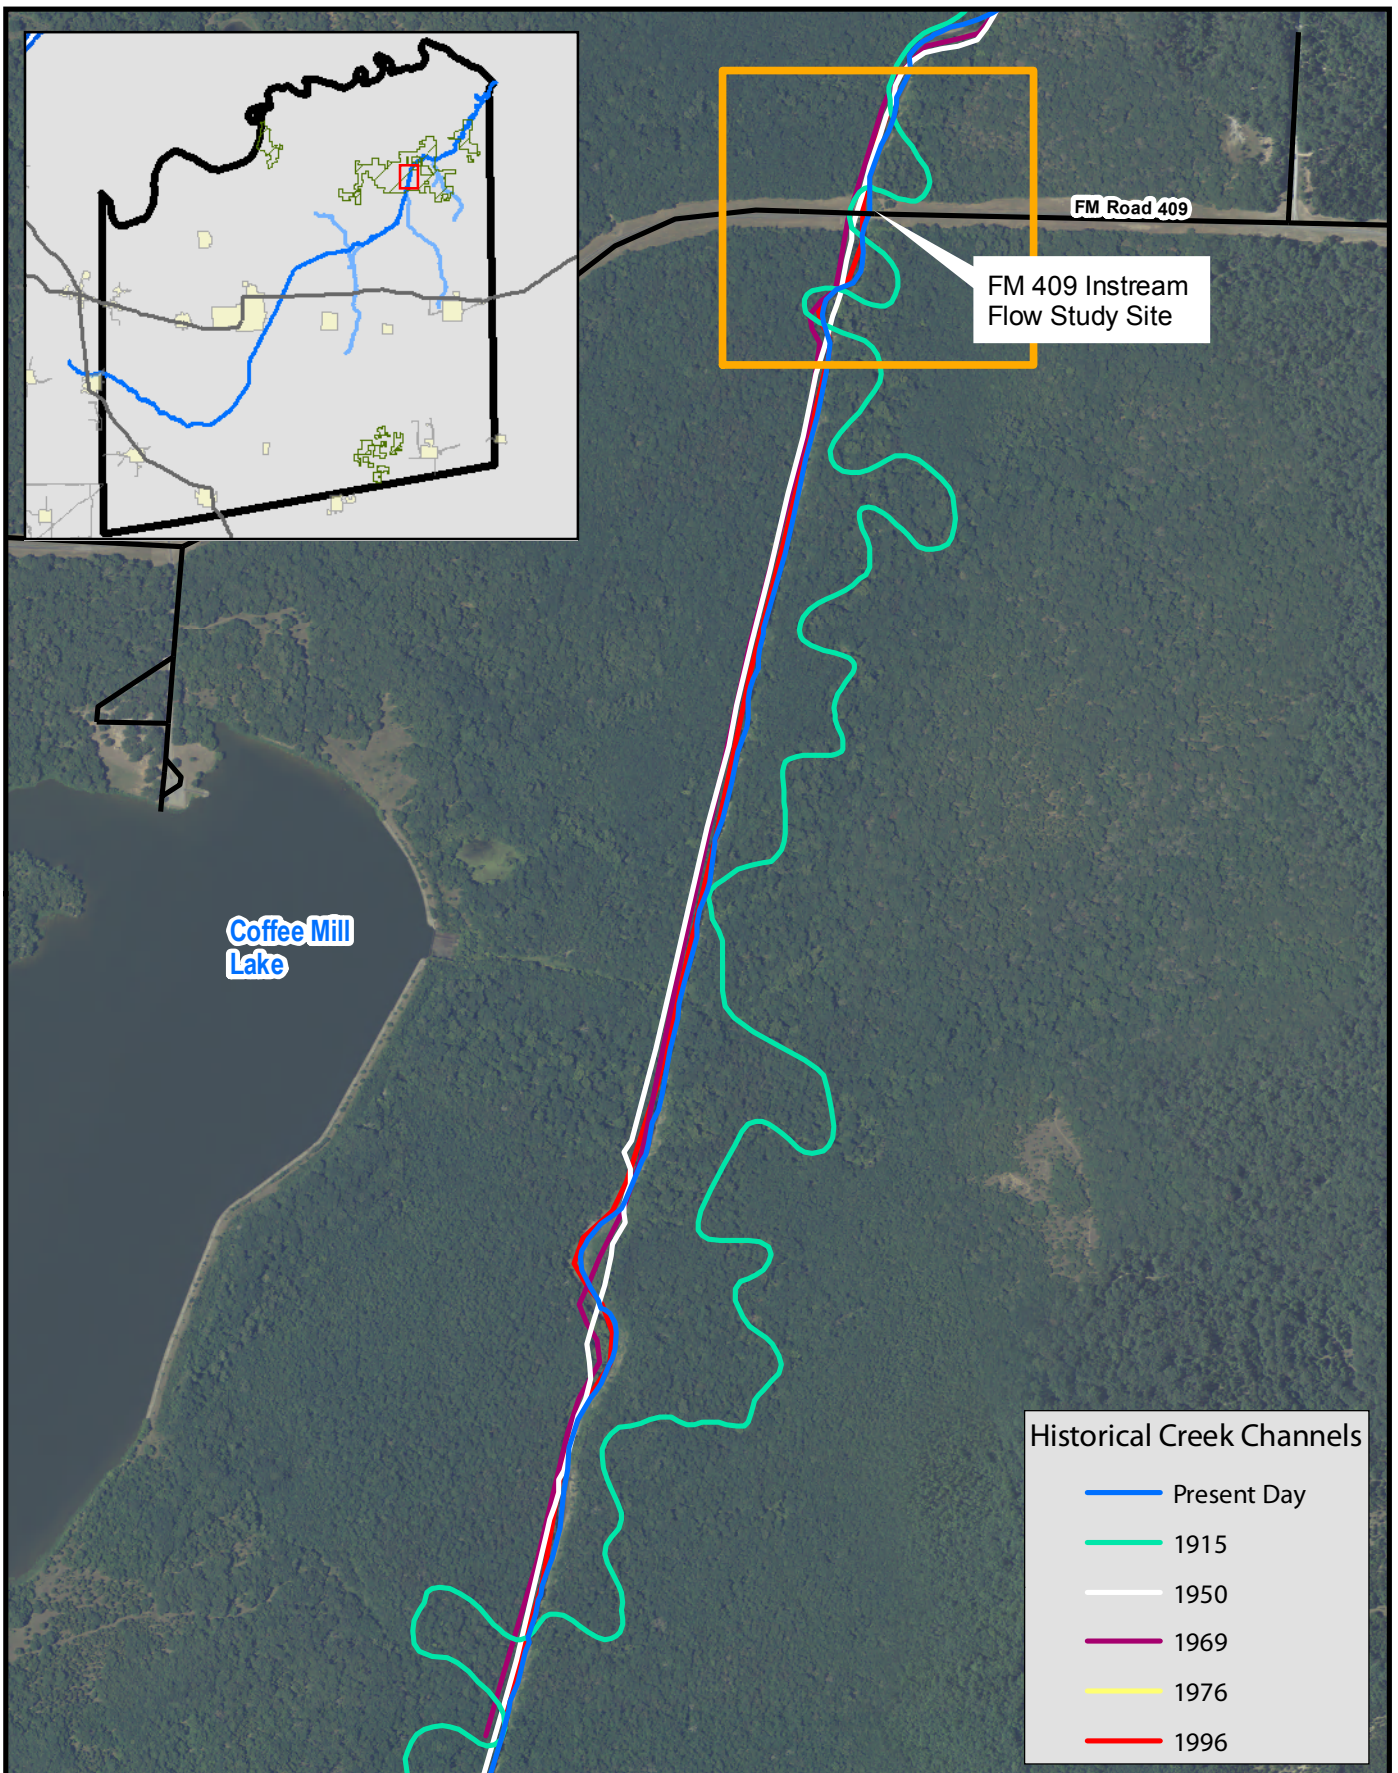 FM Road 409
FM 409 Instream
Flow Study Site
Coffee Mill
Lake
Historical Creek Channels
Present Day
1915
1950
1969
1976
1996